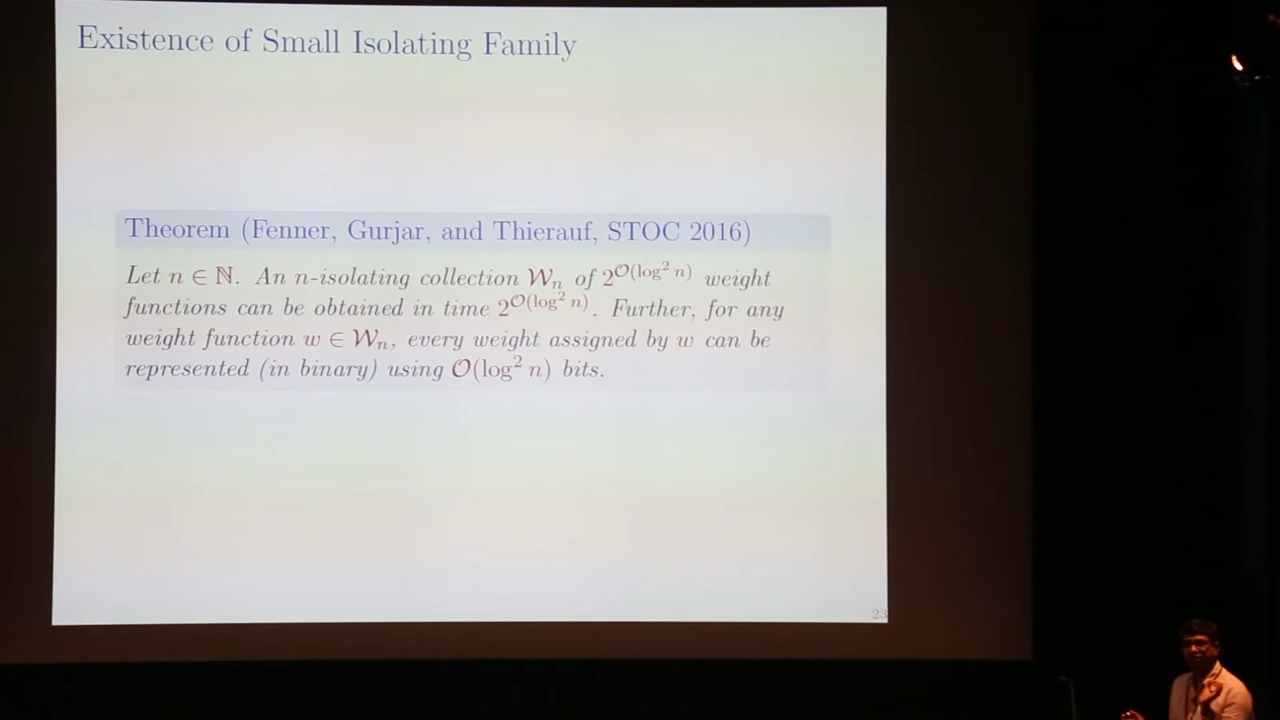 Existence of Small Isolating Family
Theorem (Fenner, Gurjar, and Thierauf, STOC 2016)
Let n ∈ ℕ. An n-isolating collection 𝒲ₙ of 2^𝒪(log² n) weight
functions can be obtained in time 2^𝒪(log² n). Further, for any
weight function w ∈ 𝒲ₙ, every weight assigned by w can be
represented (in binary) using 𝒪(log² n) bits.
23